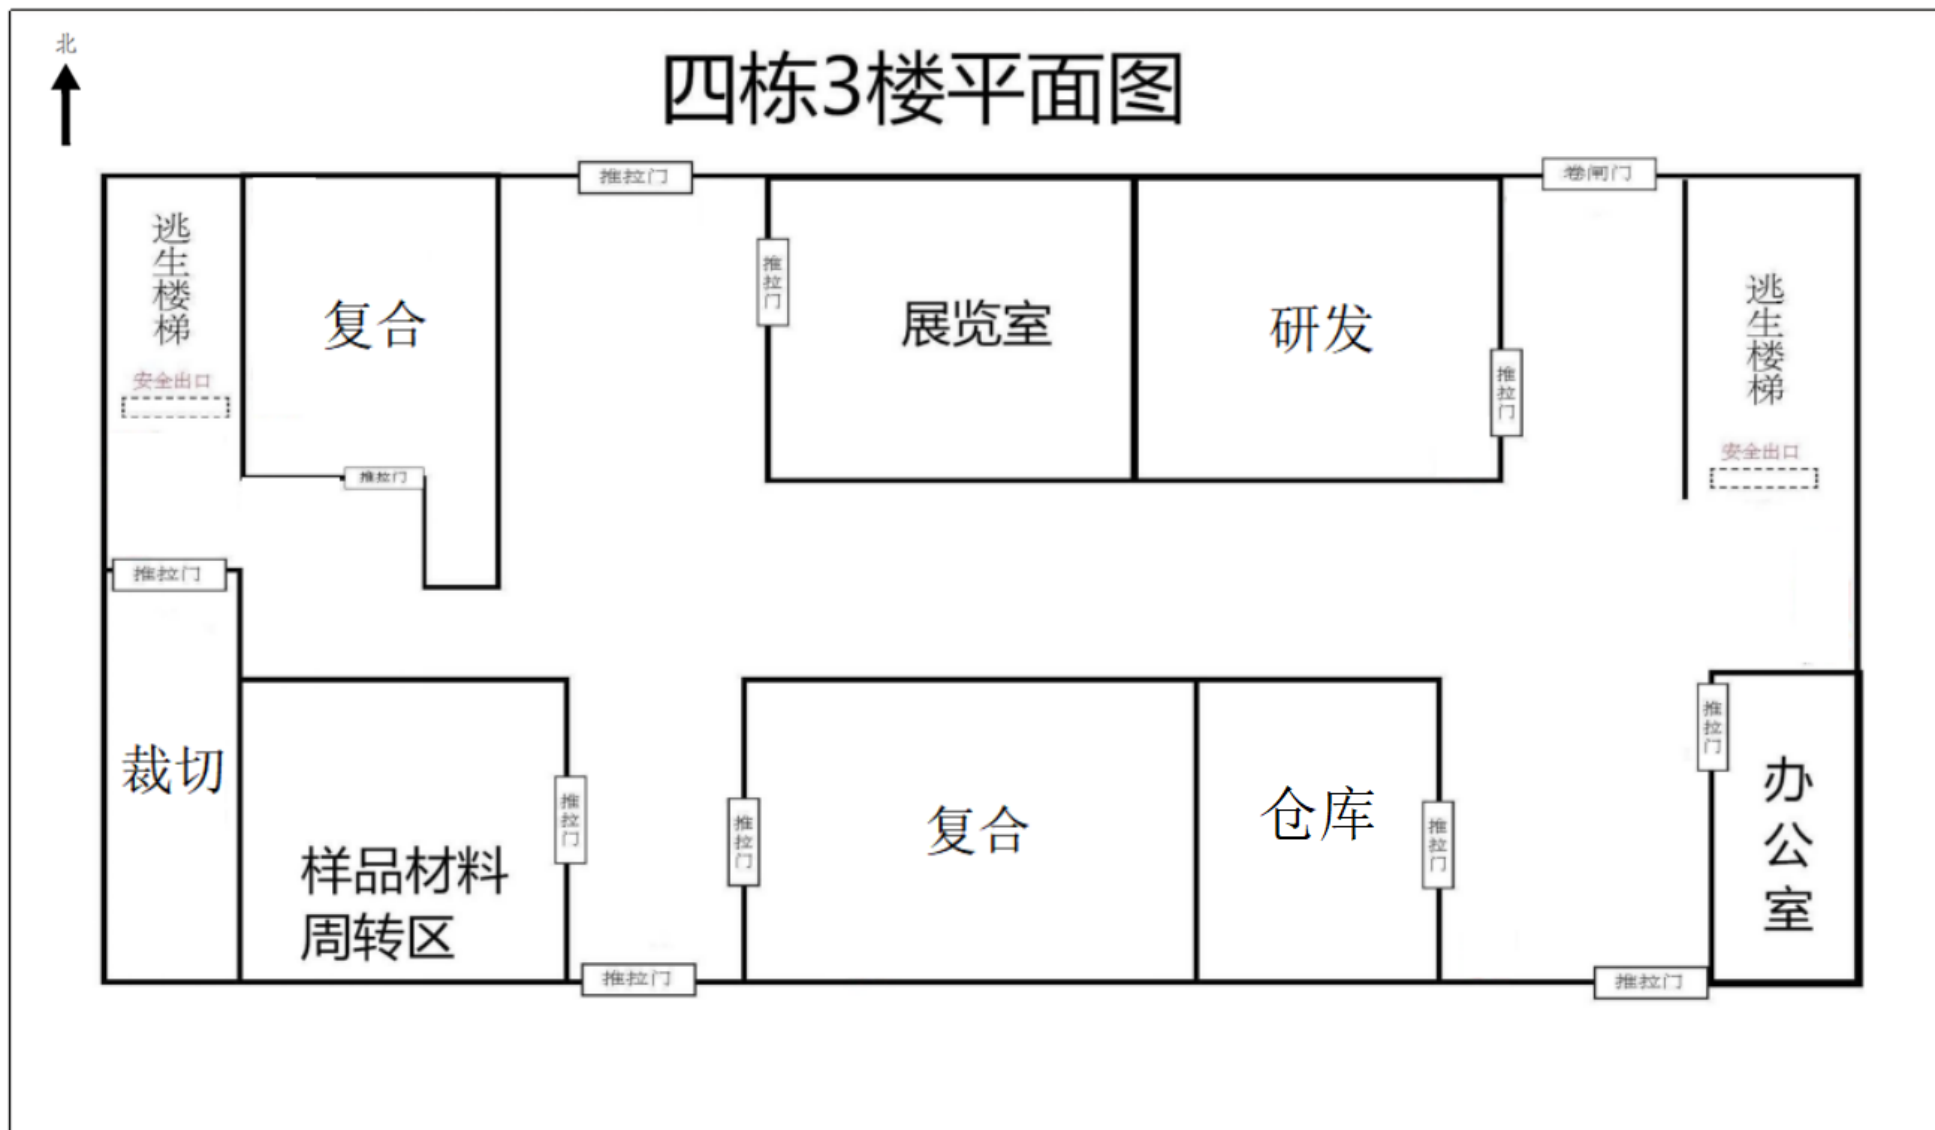 北
四栋3楼平面图
推拉门
卷闸门
逃生楼梯
安全出口
复合
推拉门
推拉门
展览室
研发
推拉门
逃生楼梯
安全出口
推拉门
裁切
样品材料
周转区
推拉门
推拉门
复合
仓库
推拉门
推拉门
办公室
推拉门
推拉门